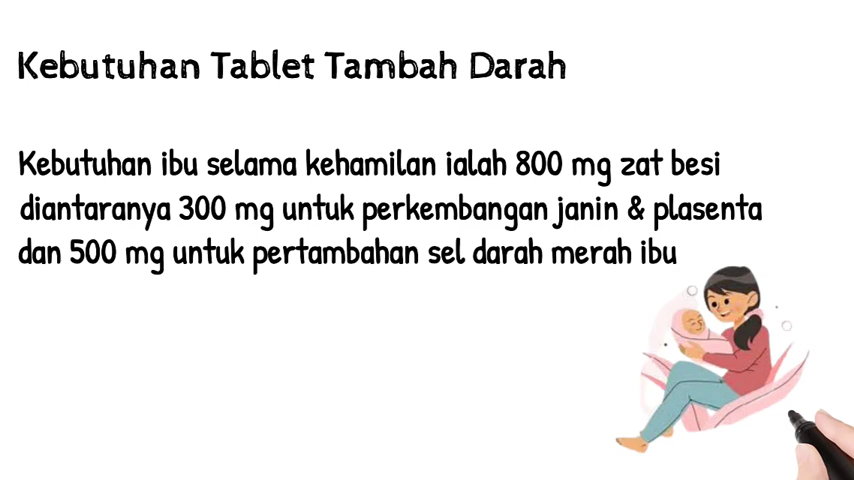 Kebutuhan Tablet Tambah Darah
Kebutuhan ibu selama kehamilan ialah 800 mg zat besi
diantaranya 300 mg untuk perkembangan janin & plasenta
dan 500 mg untuk pertambahan sel darah merah ibu